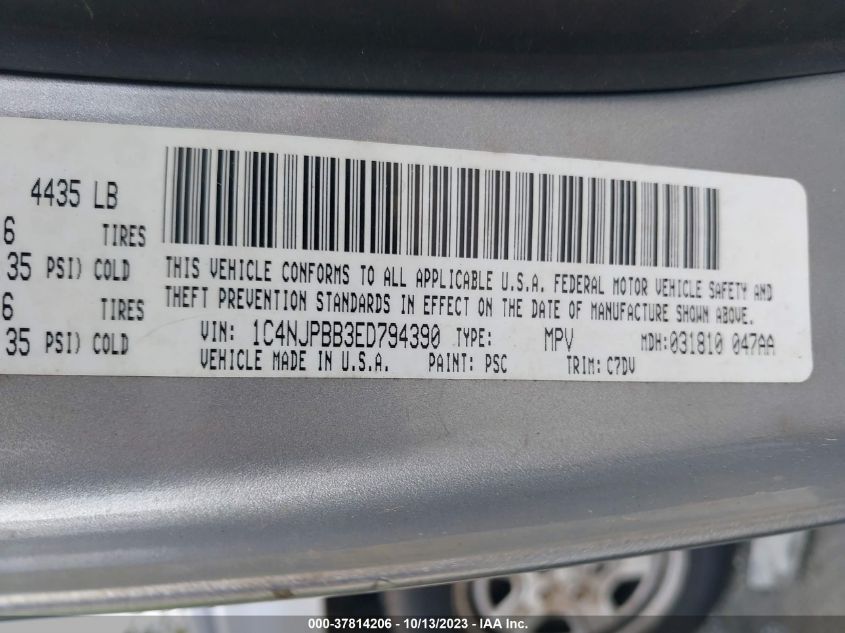 4435 LB
6 TIRES
35 PSI) COLD
6 TIRES
35 PSI) COLD
THIS VEHICLE CONFORMS TO ALL APPLICABLE U.S.A. FEDERAL MOTOR VEHICLE SAFETY AND
THEFT PREVENTION STANDARDS IN EFFECT ON THE DATE OF MANUFACTURE SHOWN ABOVE.
VIN: 1C4NJPBB3ED794390 TYPE: MPV MDH:031810 047AA
VEHICLE MADE IN U.S.A. PAINT: PSC TRIM: C7DV
000-37814206 - 10/13/2023 - IAA Inc.